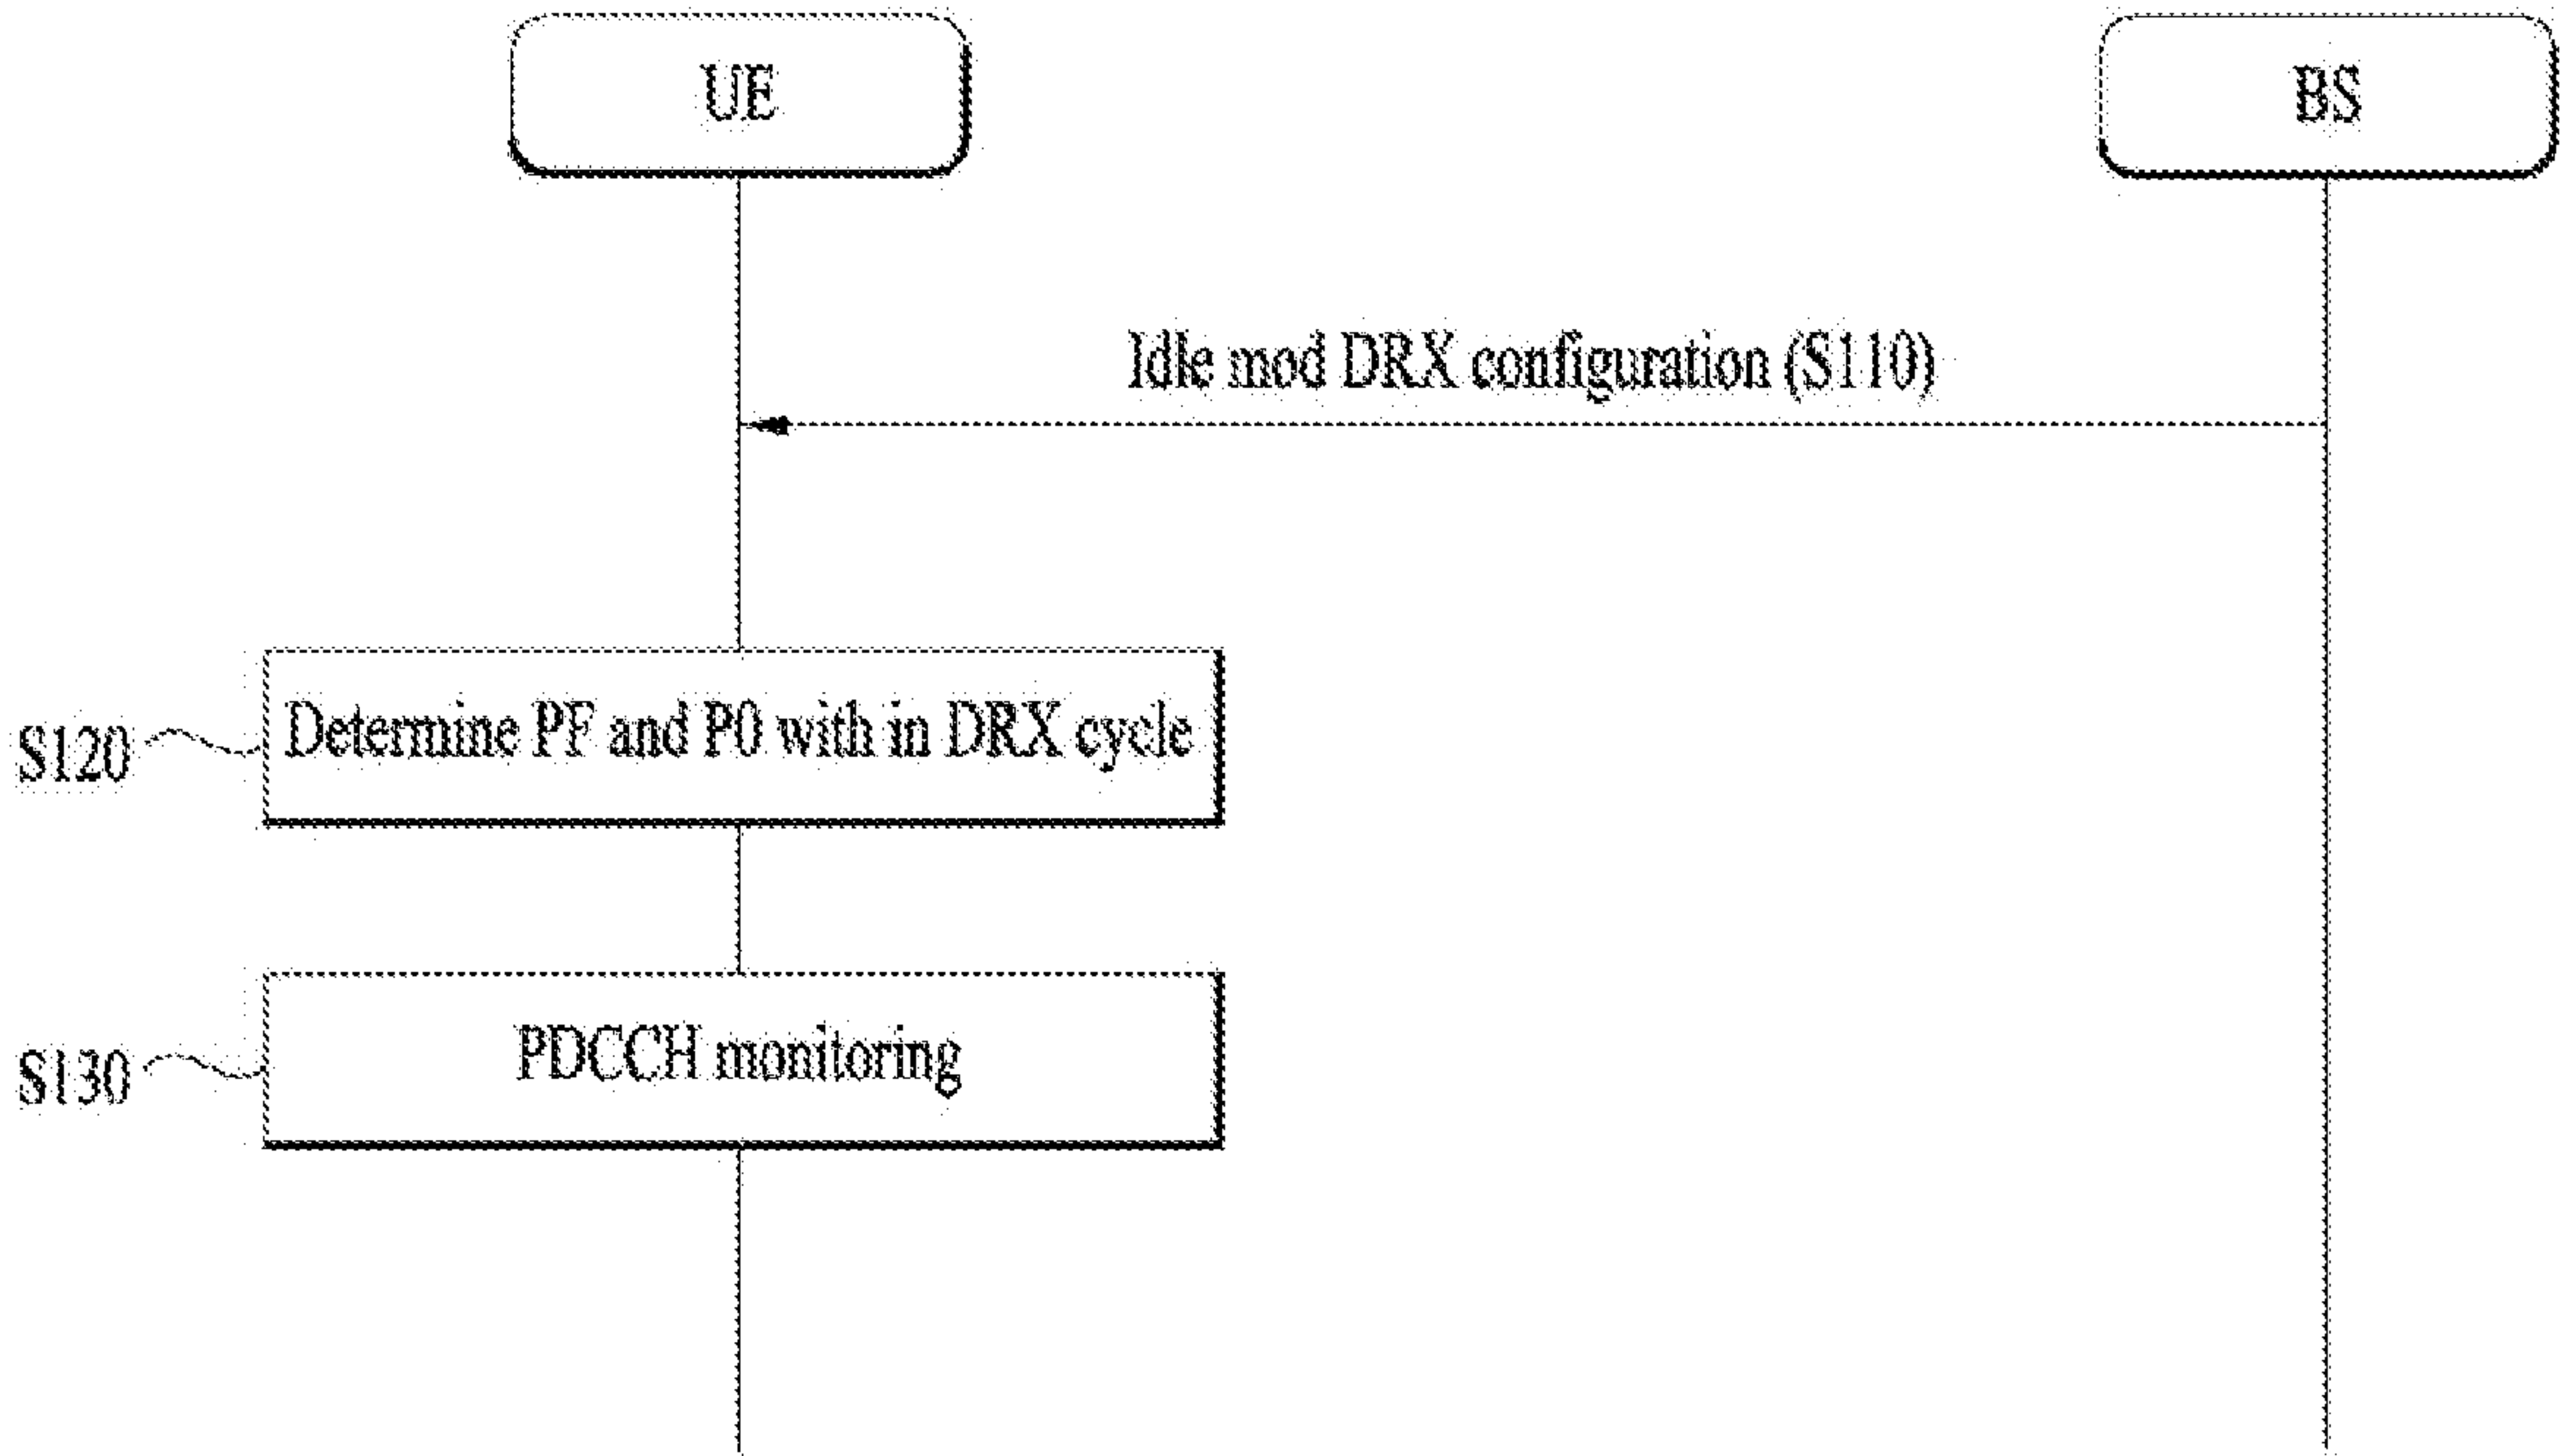 UE
BS
Idle mod DRX configuration (S110)
S120
Determine PF and P0 with in DRX cycle
S130
PDCCH monitoring